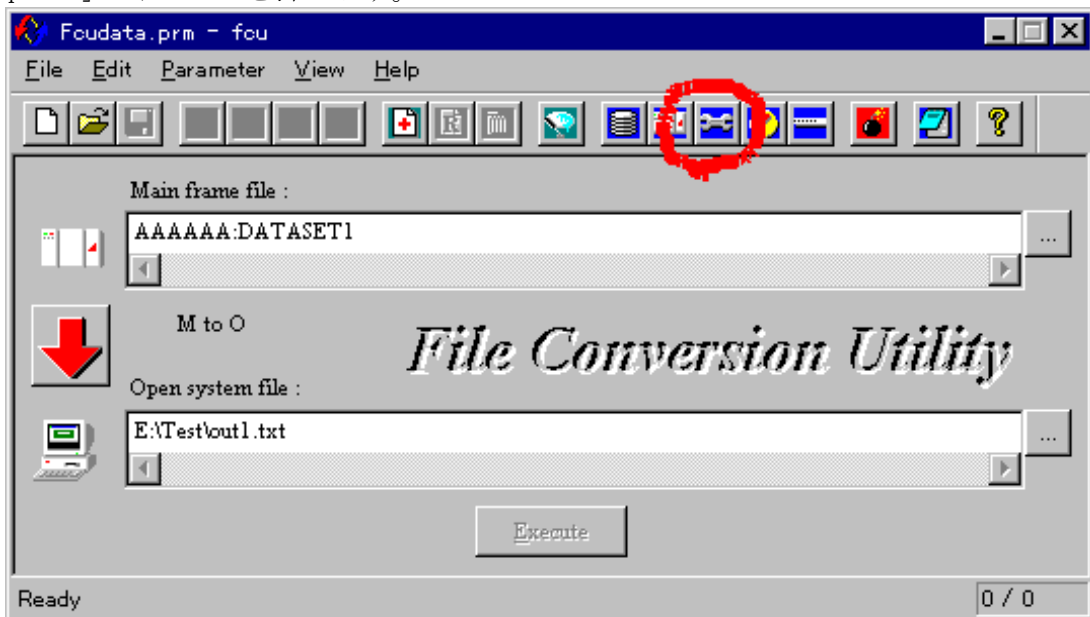 Fcudata.prm - fcu
File Edit Parameter View Help
Main frame file :
AAAAAA:DATASET1
...
M to O
File Conversion Utility
Open system file :
E:\Test\out1.txt
...
Execute
Ready
0 / 0